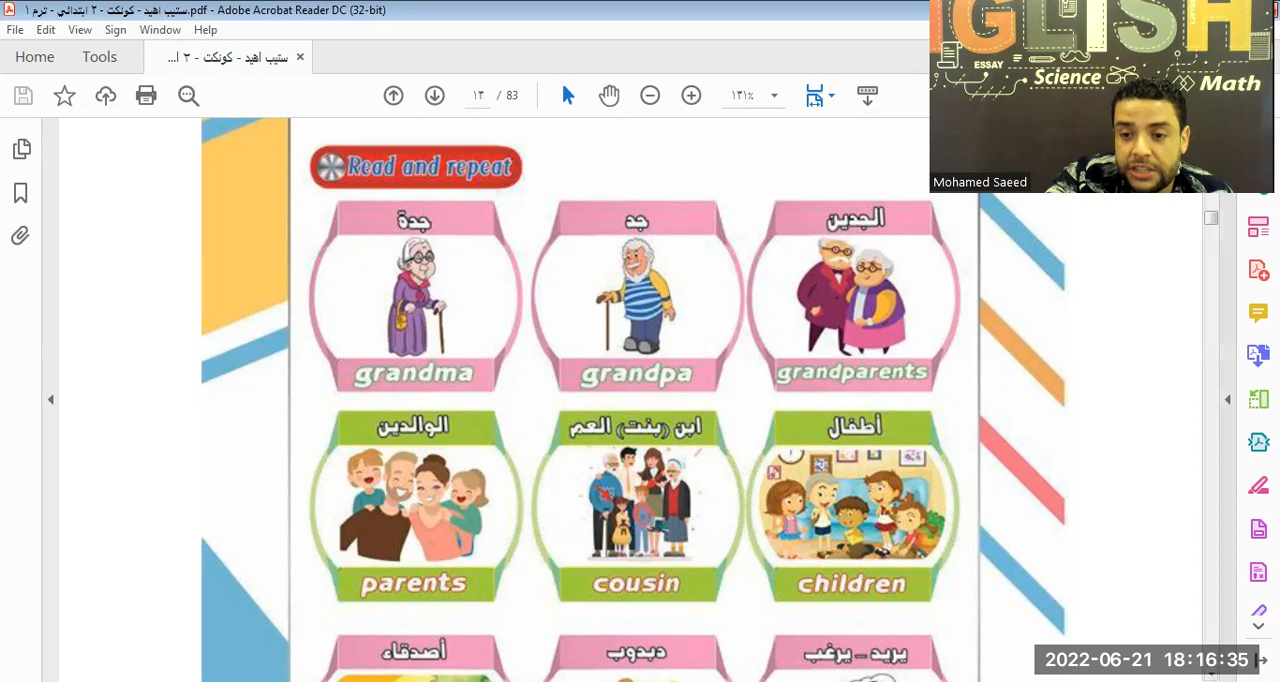 ستيب اهيد - كونكت - ٢ ابتدائي - ترم ١.pdf - Adobe Acrobat Reader DC (32-bit)
File Edit View Sign Window Help
Home Tools ستيب اهيد - كونكت - ٢ ا... ×
١٣ / 83 ١٣١٪
ESSAY
Science
Math
Mohamed Saeed
Read and repeat
جدة جد الجدين
grandma grandpa grandparents
الوالدين ابن (بنت) العم أطفال
parents cousin children
أصدقاء دبدوب يريد - يرغب
2022-06-21 18:16:35